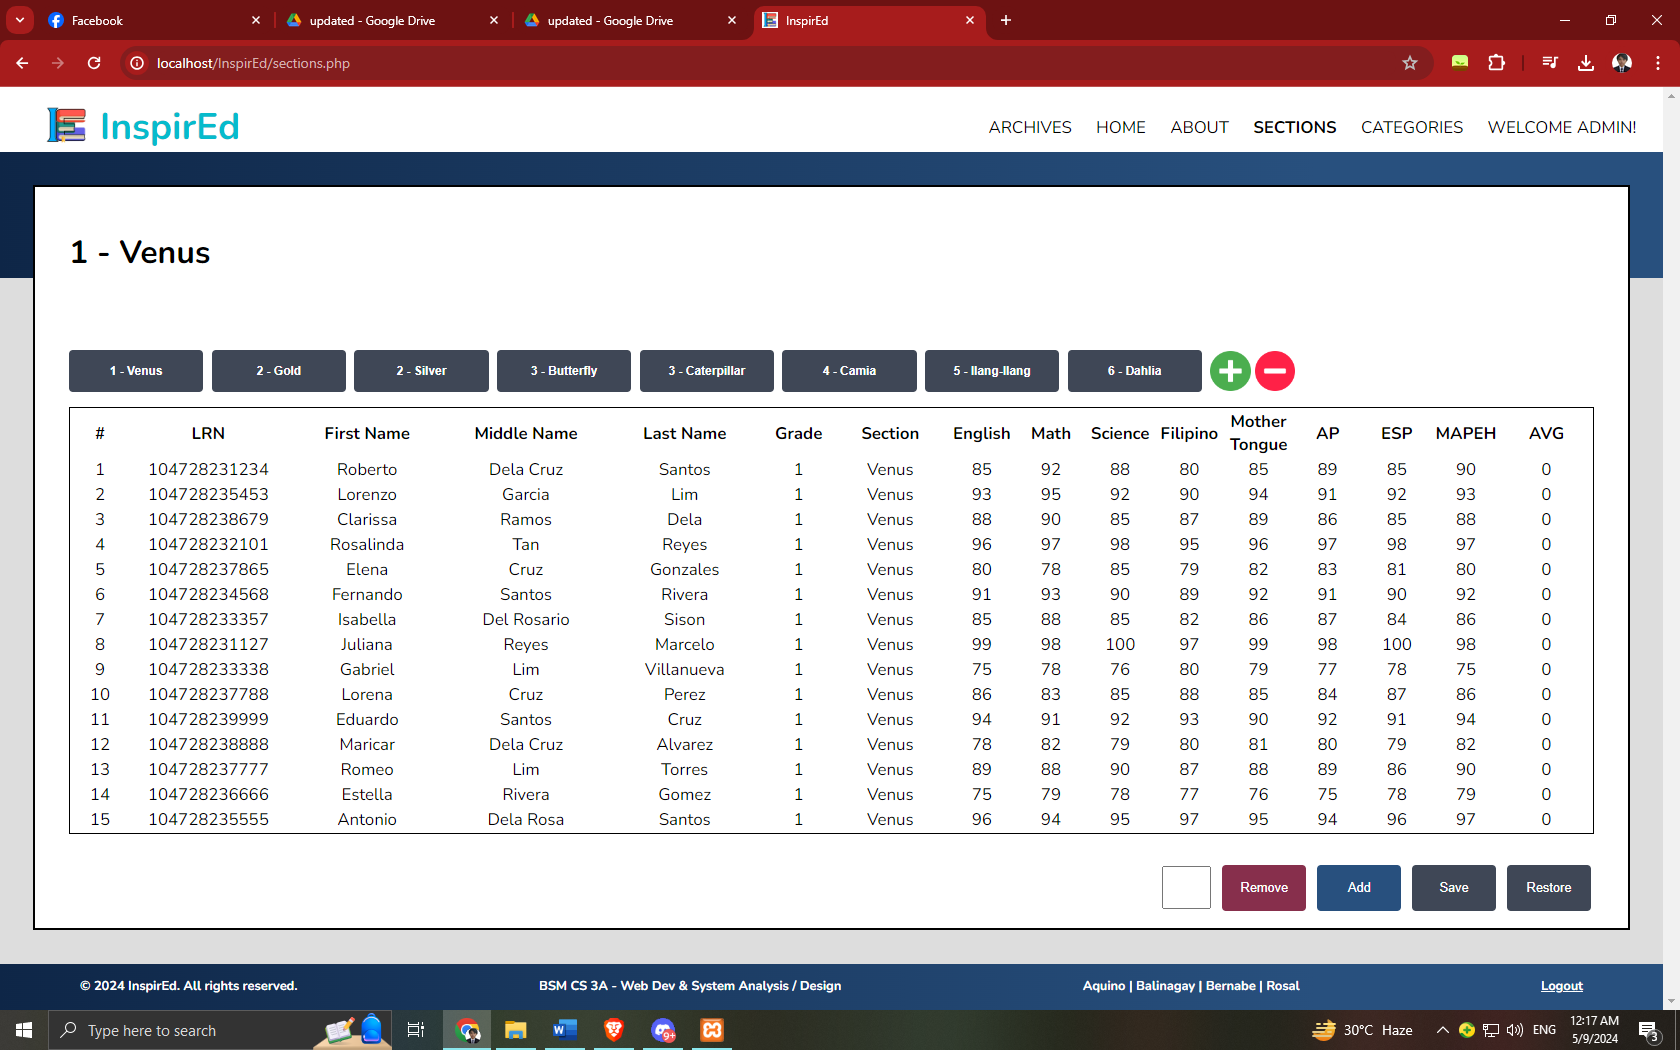 Facebook
updated - Google Drive
updated - Google Drive
InspirEd
localhost/InspirEd/sections.php
InspirEd
ARCHIVES HOME ABOUT SECTIONS CATEGORIES WELCOME ADMIN!
1 - Venus
1 - Venus 2 - Gold 2 - Silver 3 - Butterfly 3 - Caterpillar 4 - Camia 5 - Ilang-Ilang 6 - Dahlia
# LRN First Name Middle Name Last Name Grade Section English Math Science Filipino Mother Tongue AP ESP MAPEH AVG
1 104728231234 Roberto Dela Cruz Santos 1 Venus 85 92 88 80 85 89 85 90 0
2 104728235453 Lorenzo Garcia Lim 1 Venus 93 95 92 90 94 91 92 93 0
3 104728238679 Clarissa Ramos Dela 1 Venus 88 90 85 87 89 86 85 88 0
4 104728232101 Rosalinda Tan Reyes 1 Venus 96 97 98 95 96 97 98 97 0
5 104728237865 Elena Cruz Gonzales 1 Venus 80 78 85 79 82 83 81 80 0
6 104728234568 Fernando Santos Rivera 1 Venus 91 93 90 89 92 91 90 92 0
7 104728233357 Isabella Del Rosario Sison 1 Venus 85 88 85 82 86 87 84 86 0
8 104728231127 Juliana Reyes Marcelo 1 Venus 99 98 100 97 99 98 100 98 0
9 104728233338 Gabriel Lim Villanueva 1 Venus 75 78 76 80 79 77 78 75 0
10 104728237788 Lorena Cruz Perez 1 Venus 86 83 85 88 85 84 87 86 0
11 104728239999 Eduardo Santos Cruz 1 Venus 94 91 92 93 90 92 91 94 0
12 104728238888 Maricar Dela Cruz Alvarez 1 Venus 78 82 79 80 81 80 79 82 0
13 104728237777 Romeo Lim Torres 1 Venus 89 88 90 87 88 89 86 90 0
14 104728236666 Estella Rivera Gomez 1 Venus 75 79 78 77 76 75 78 79 0
15 104728235555 Antonio Dela Rosa Santos 1 Venus 96 94 95 97 95 94 96 97 0
Remove Add Save Restore
© 2024 InspirEd. All rights reserved. BSM CS 3A - Web Dev & System Analysis / Design Aquino | Balinagay | Bernabe | Rosal Logout
Type here to search
9+
30°C Haze
ENG
12:17 AM
5/9/2024
3